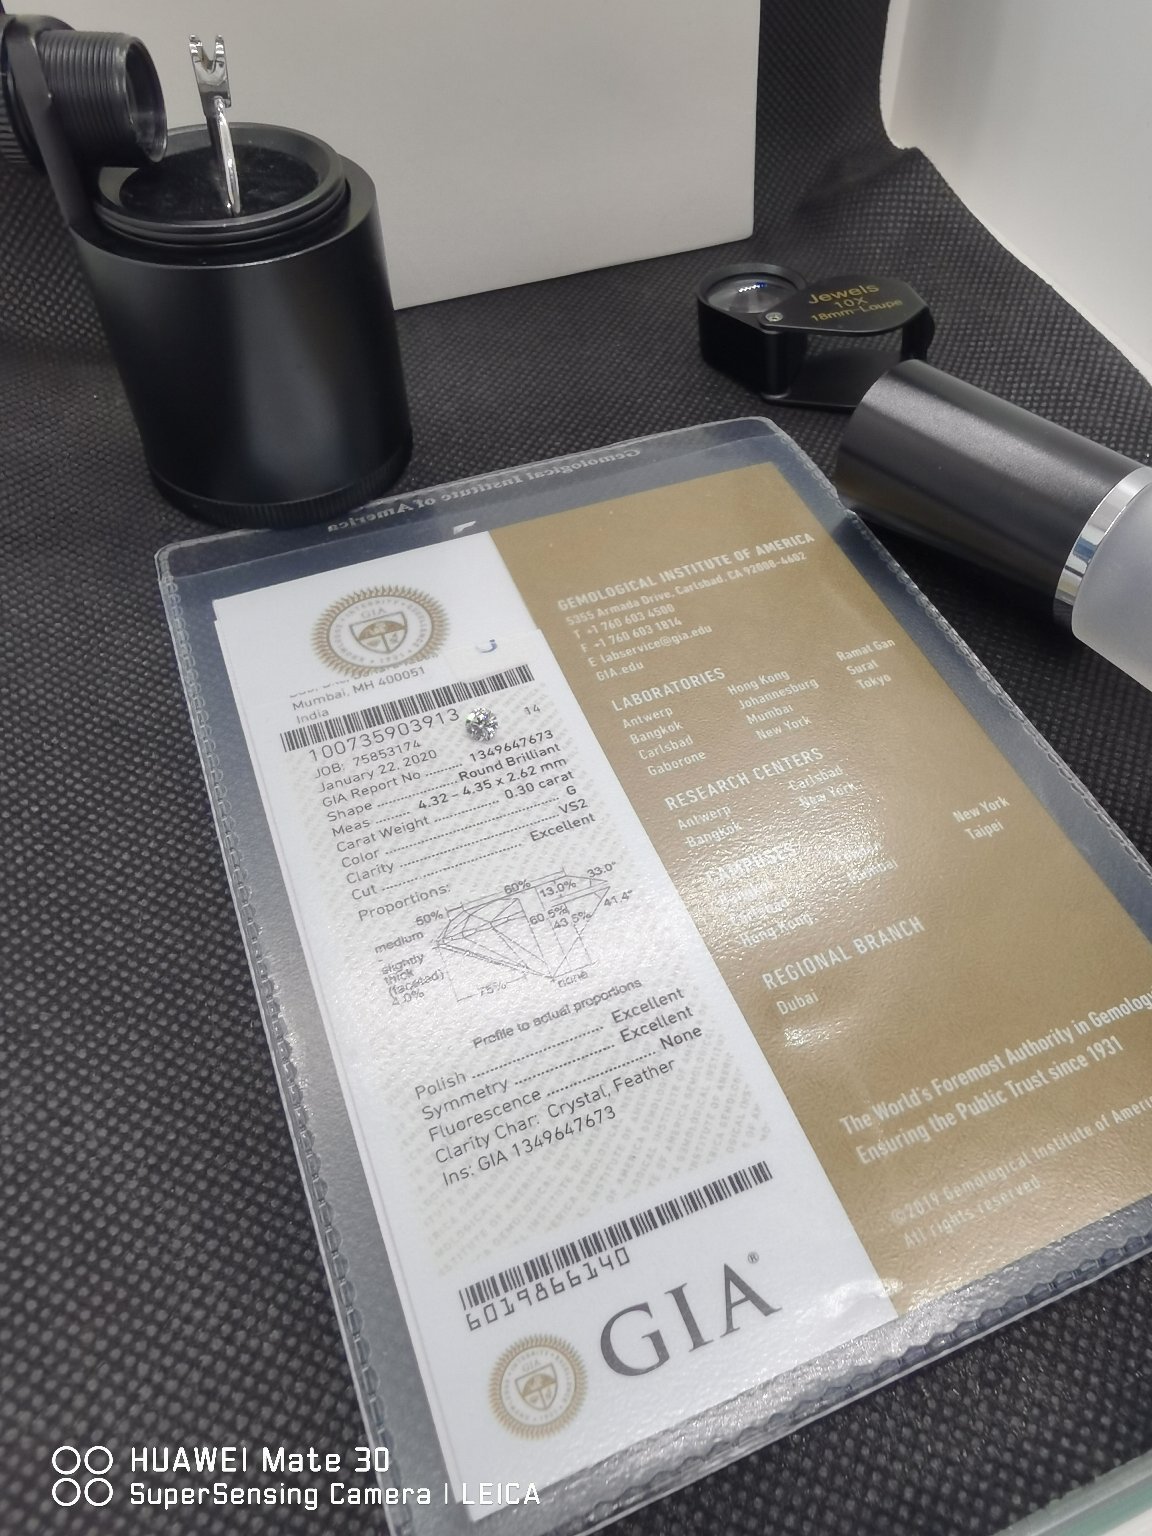 Jewels
10X
18mm-Loupe
Gemological Institute of America
GIA
Mumbai, MH 400051
India
100735903913
14
JOB: 75853174
January 22, 2020
GIA Report No ........ 1349647673
Shape ........ Round Brilliant
Meas ........ 4.32 - 4.35 x 2.62 mm
Carat Weight ........ 0.30 carat
Color ........ G
Clarity ........ VS2
Cut ........ Excellent
Proportions:
60%
50%
13.0%
33.0°
medium
-
slightly
thick
(faceted)
4.0%
60.5%
43.5%
41.4°
75%
none
Profile to actual proportions
Polish ........ Excellent
Symmetry ........ Excellent
Fluorescence ........ None
Clarity Char: Crystal, Feather
Ins: GIA 1349647673
6019866140
GIA®
GEMOLOGICAL INSTITUTE OF AMERICA
5355 Armada Drive, Carlsbad, CA 92008-4602
T +1 760 603 4500
F +1 760 603 1814
E labservice@gia.edu
GIA.edu
LABORATORIES
Antwerp
Bangkok
Carlsbad
Gaborone
Hong Kong
Johannesburg
Mumbai
New York
Ramat Gan
Surat
Tokyo
RESEARCH CENTERS
Antwerp
Bangkok
Carlsbad
New York
CAMPUSES
Bangkok
Carlsbad
Hong Kong
Mumbai
New York
Taipei
REGIONAL BRANCH
Dubai
The World's Foremost Authority in Gemology
Ensuring the Public Trust since 1931
©2019 Gemological Institute of America
All rights reserved.
HUAWEI Mate 30
SuperSensing Camera | LEICA